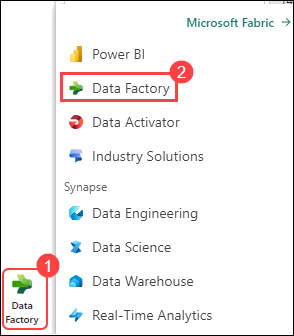 Microsoft Fabric →
Power BI
2
Data Factory
Data Activator
Industry Solutions
Synapse
Data Engineering
Data Science
Data Warehouse
Real-Time Analytics
1
Data
Factory